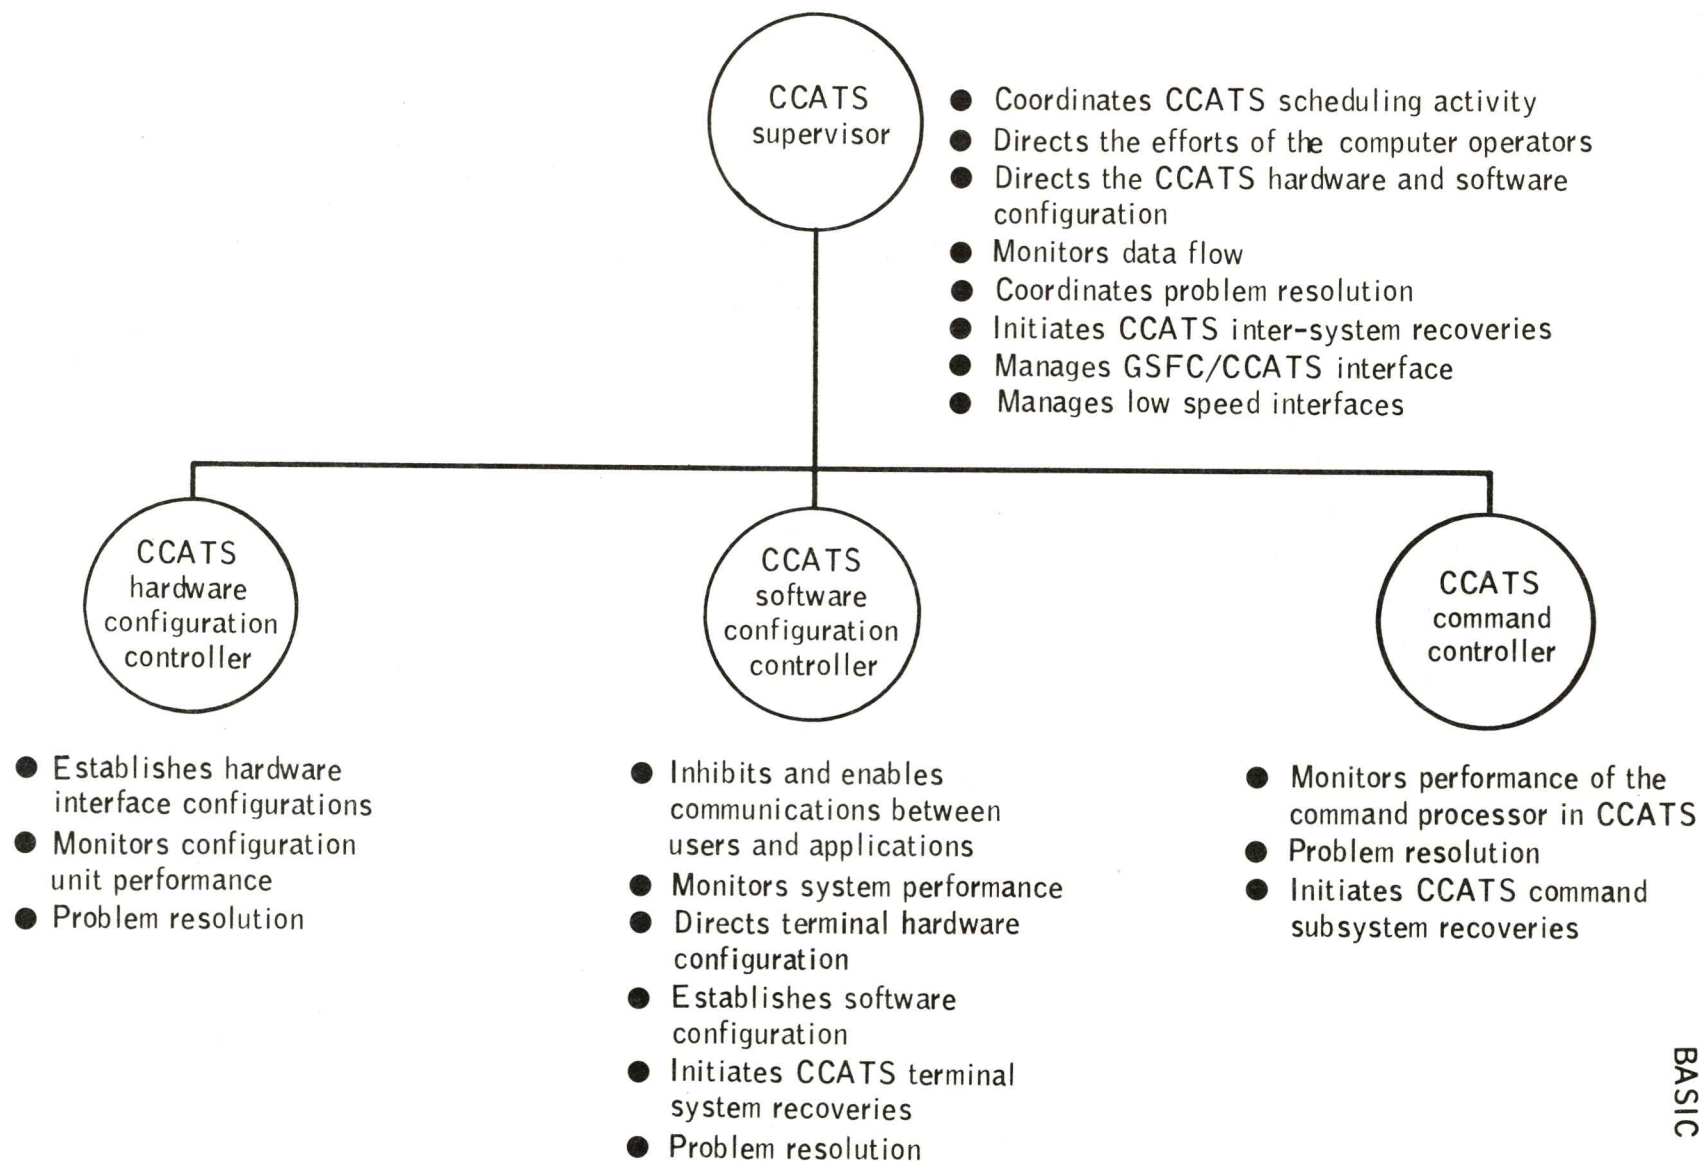 CCATS
supervisor
● Coordinates CCATS scheduling activity
● Directs the efforts of the computer operators
● Directs the CCATS hardware and software
configuration
● Monitors data flow
● Coordinates problem resolution
● Initiates CCATS inter-system recoveries
● Manages GSFC/CCATS interface
● Manages low speed interfaces
CCATS
hardware
configuration
controller
● Establishes hardware
interface configurations
● Monitors configuration
unit performance
● Problem resolution
CCATS
software
configuration
controller
● Inhibits and enables
communications between
users and applications
● Monitors system performance
● Directs terminal hardware
configuration
● Establishes software
configuration
● Initiates CCATS terminal
system recoveries
● Problem resolution
CCATS
command
controller
● Monitors performance of the
command processor in CCATS
● Problem resolution
● Initiates CCATS command
subsystem recoveries
BASIC